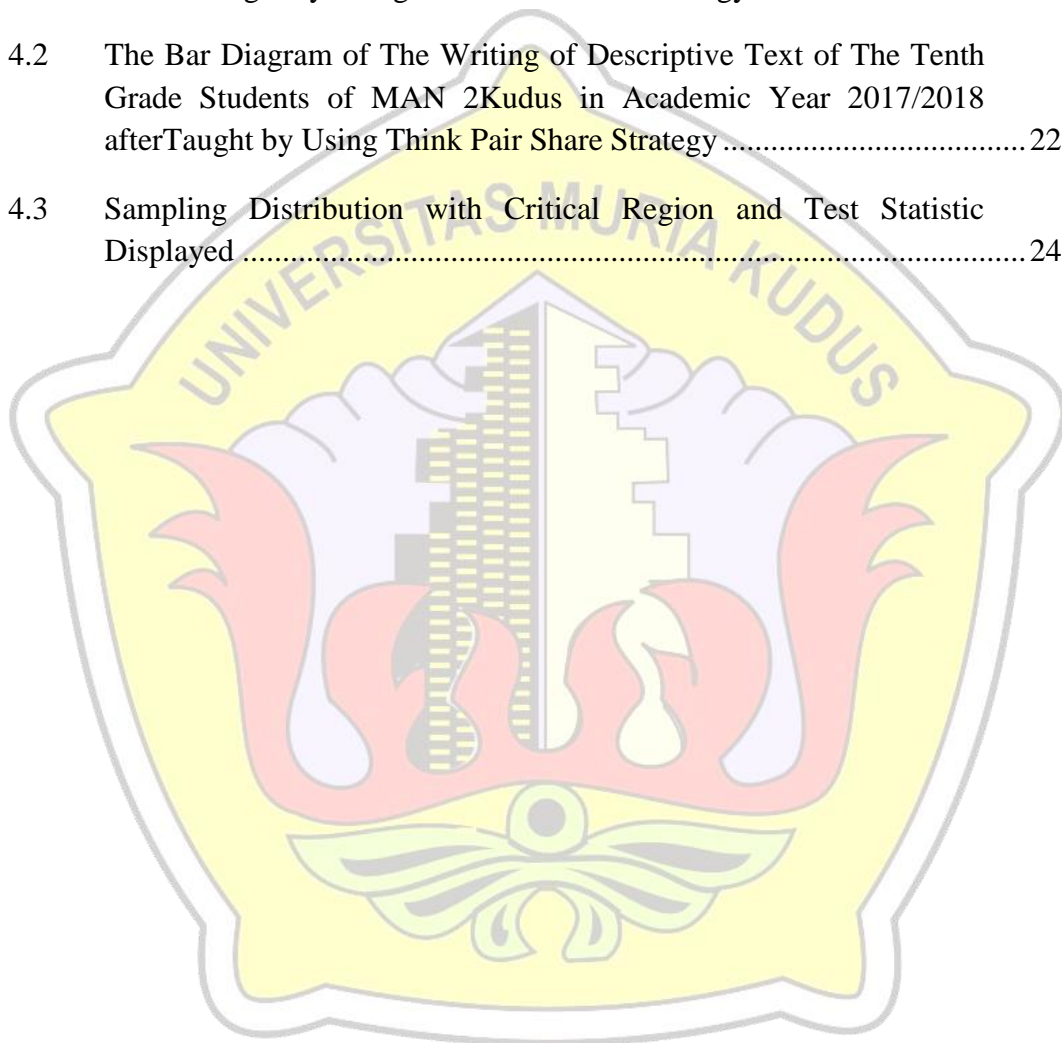 4.2 The Bar Diagram of The Writing of Descriptive Text of The Tenth
Grade Students of MAN 2Kudus in Academic Year 2017/2018
afterTaught by Using Think Pair Share Strategy ................................... 22
4.3 Sampling Distribution with Critical Region and Test Statistic
Displayed .................................................................................................. 24
UNIVERSITAS MURIA KUDUS